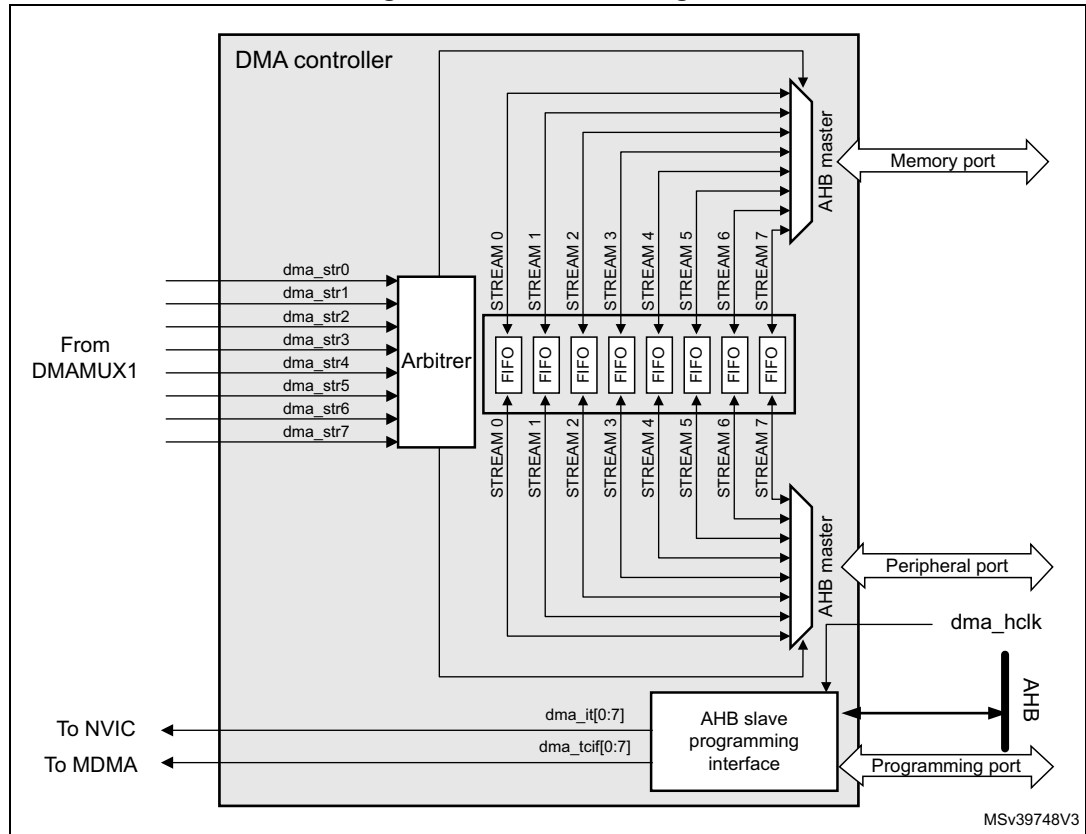 DMA controller
AHB master
Memory port
STREAM 0
STREAM 1
STREAM 2
STREAM 3
STREAM 4
STREAM 5
STREAM 6
STREAM 7
From
DMAMUX1
dma_str0
dma_str1
dma_str2
dma_str3
dma_str4
dma_str5
dma_str6
dma_str7
Arbitrer
FIFO
FIFO
FIFO
FIFO
FIFO
FIFO
FIFO
FIFO
STREAM 0
STREAM 1
STREAM 2
STREAM 3
STREAM 4
STREAM 5
STREAM 6
STREAM 7
AHB master
Peripheral port
dma_hclk
AHB
To NVIC
dma_it[0:7]
To MDMA
dma_tcif[0:7]
AHB slave
programming
interface
Programming port
MSv39748V3